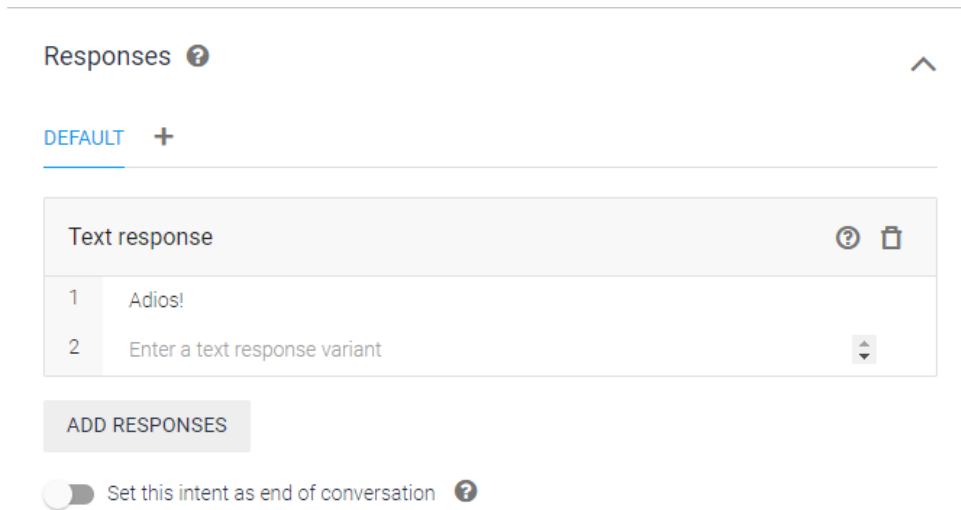 Responses
DEFAULT +
Text response
1 Adios!
2 Enter a text response variant
ADD RESPONSES
Set this intent as end of conversation